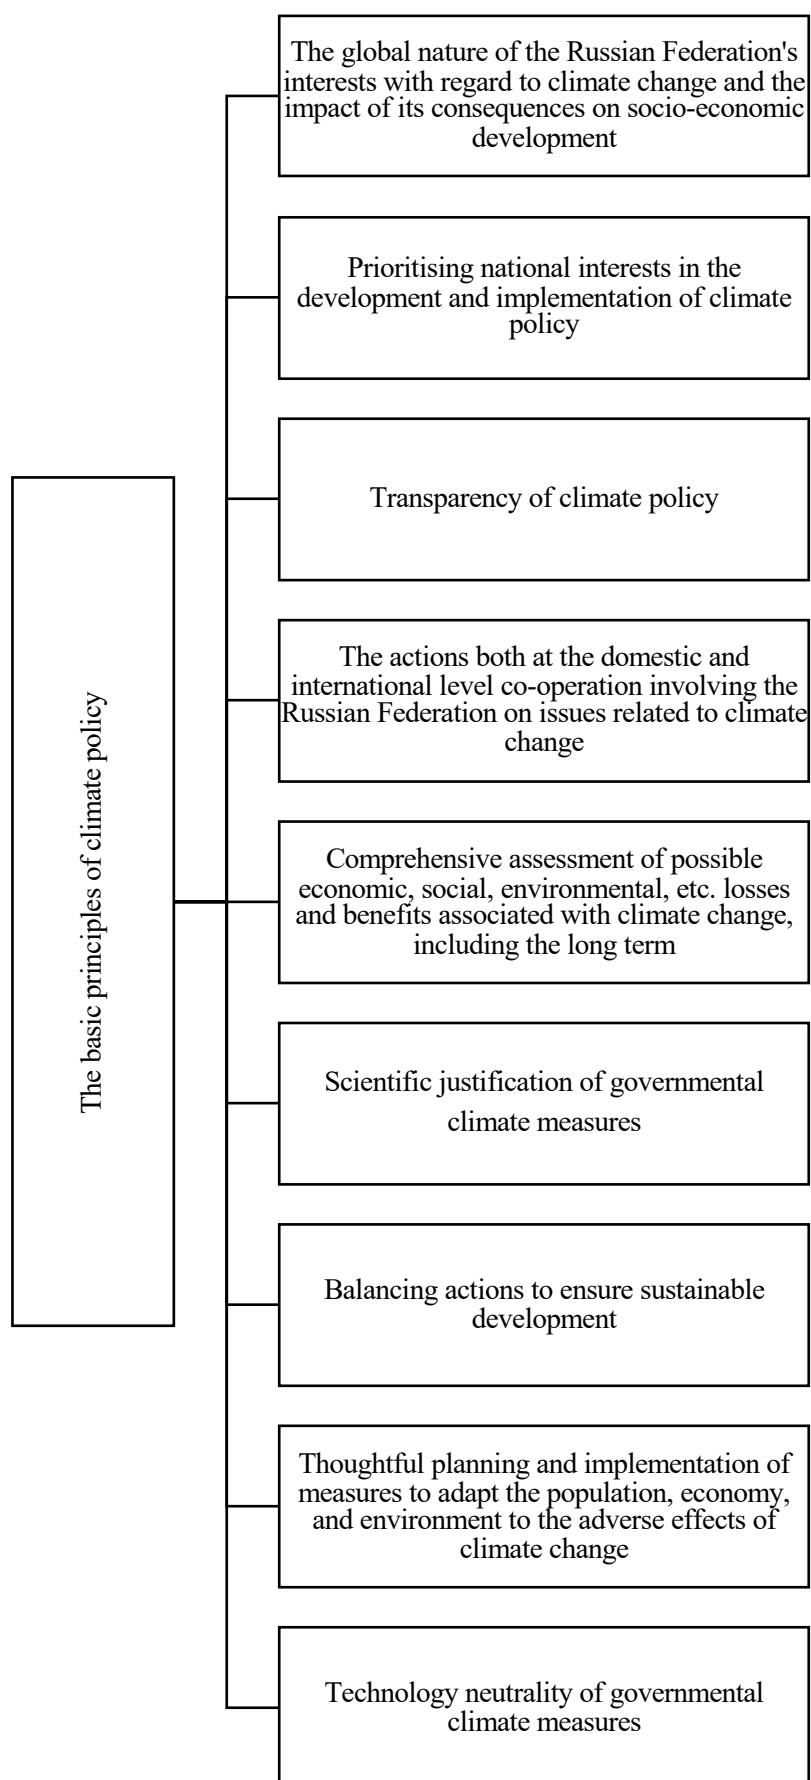 The global nature of the Russian Federation's
interests with regard to climate change and the
impact of its consequences on socio-economic
development
Prioritising national interests in the
development and implementation of climate
policy
Transparency of climate policy
The actions both at the domestic and
international level co-operation involving the
Russian Federation on issues related to climate
change
The basic principles of climate policy
Comprehensive assessment of possible
economic, social, environmental, etc. losses
and benefits associated with climate change,
including the long term
Scientific justification of governmental
climate measures
Balancing actions to ensure sustainable
development
Thoughtful planning and implementation of
measures to adapt the population, economy,
and environment to the adverse effects of
climate change
Technology neutrality of governmental
climate measures